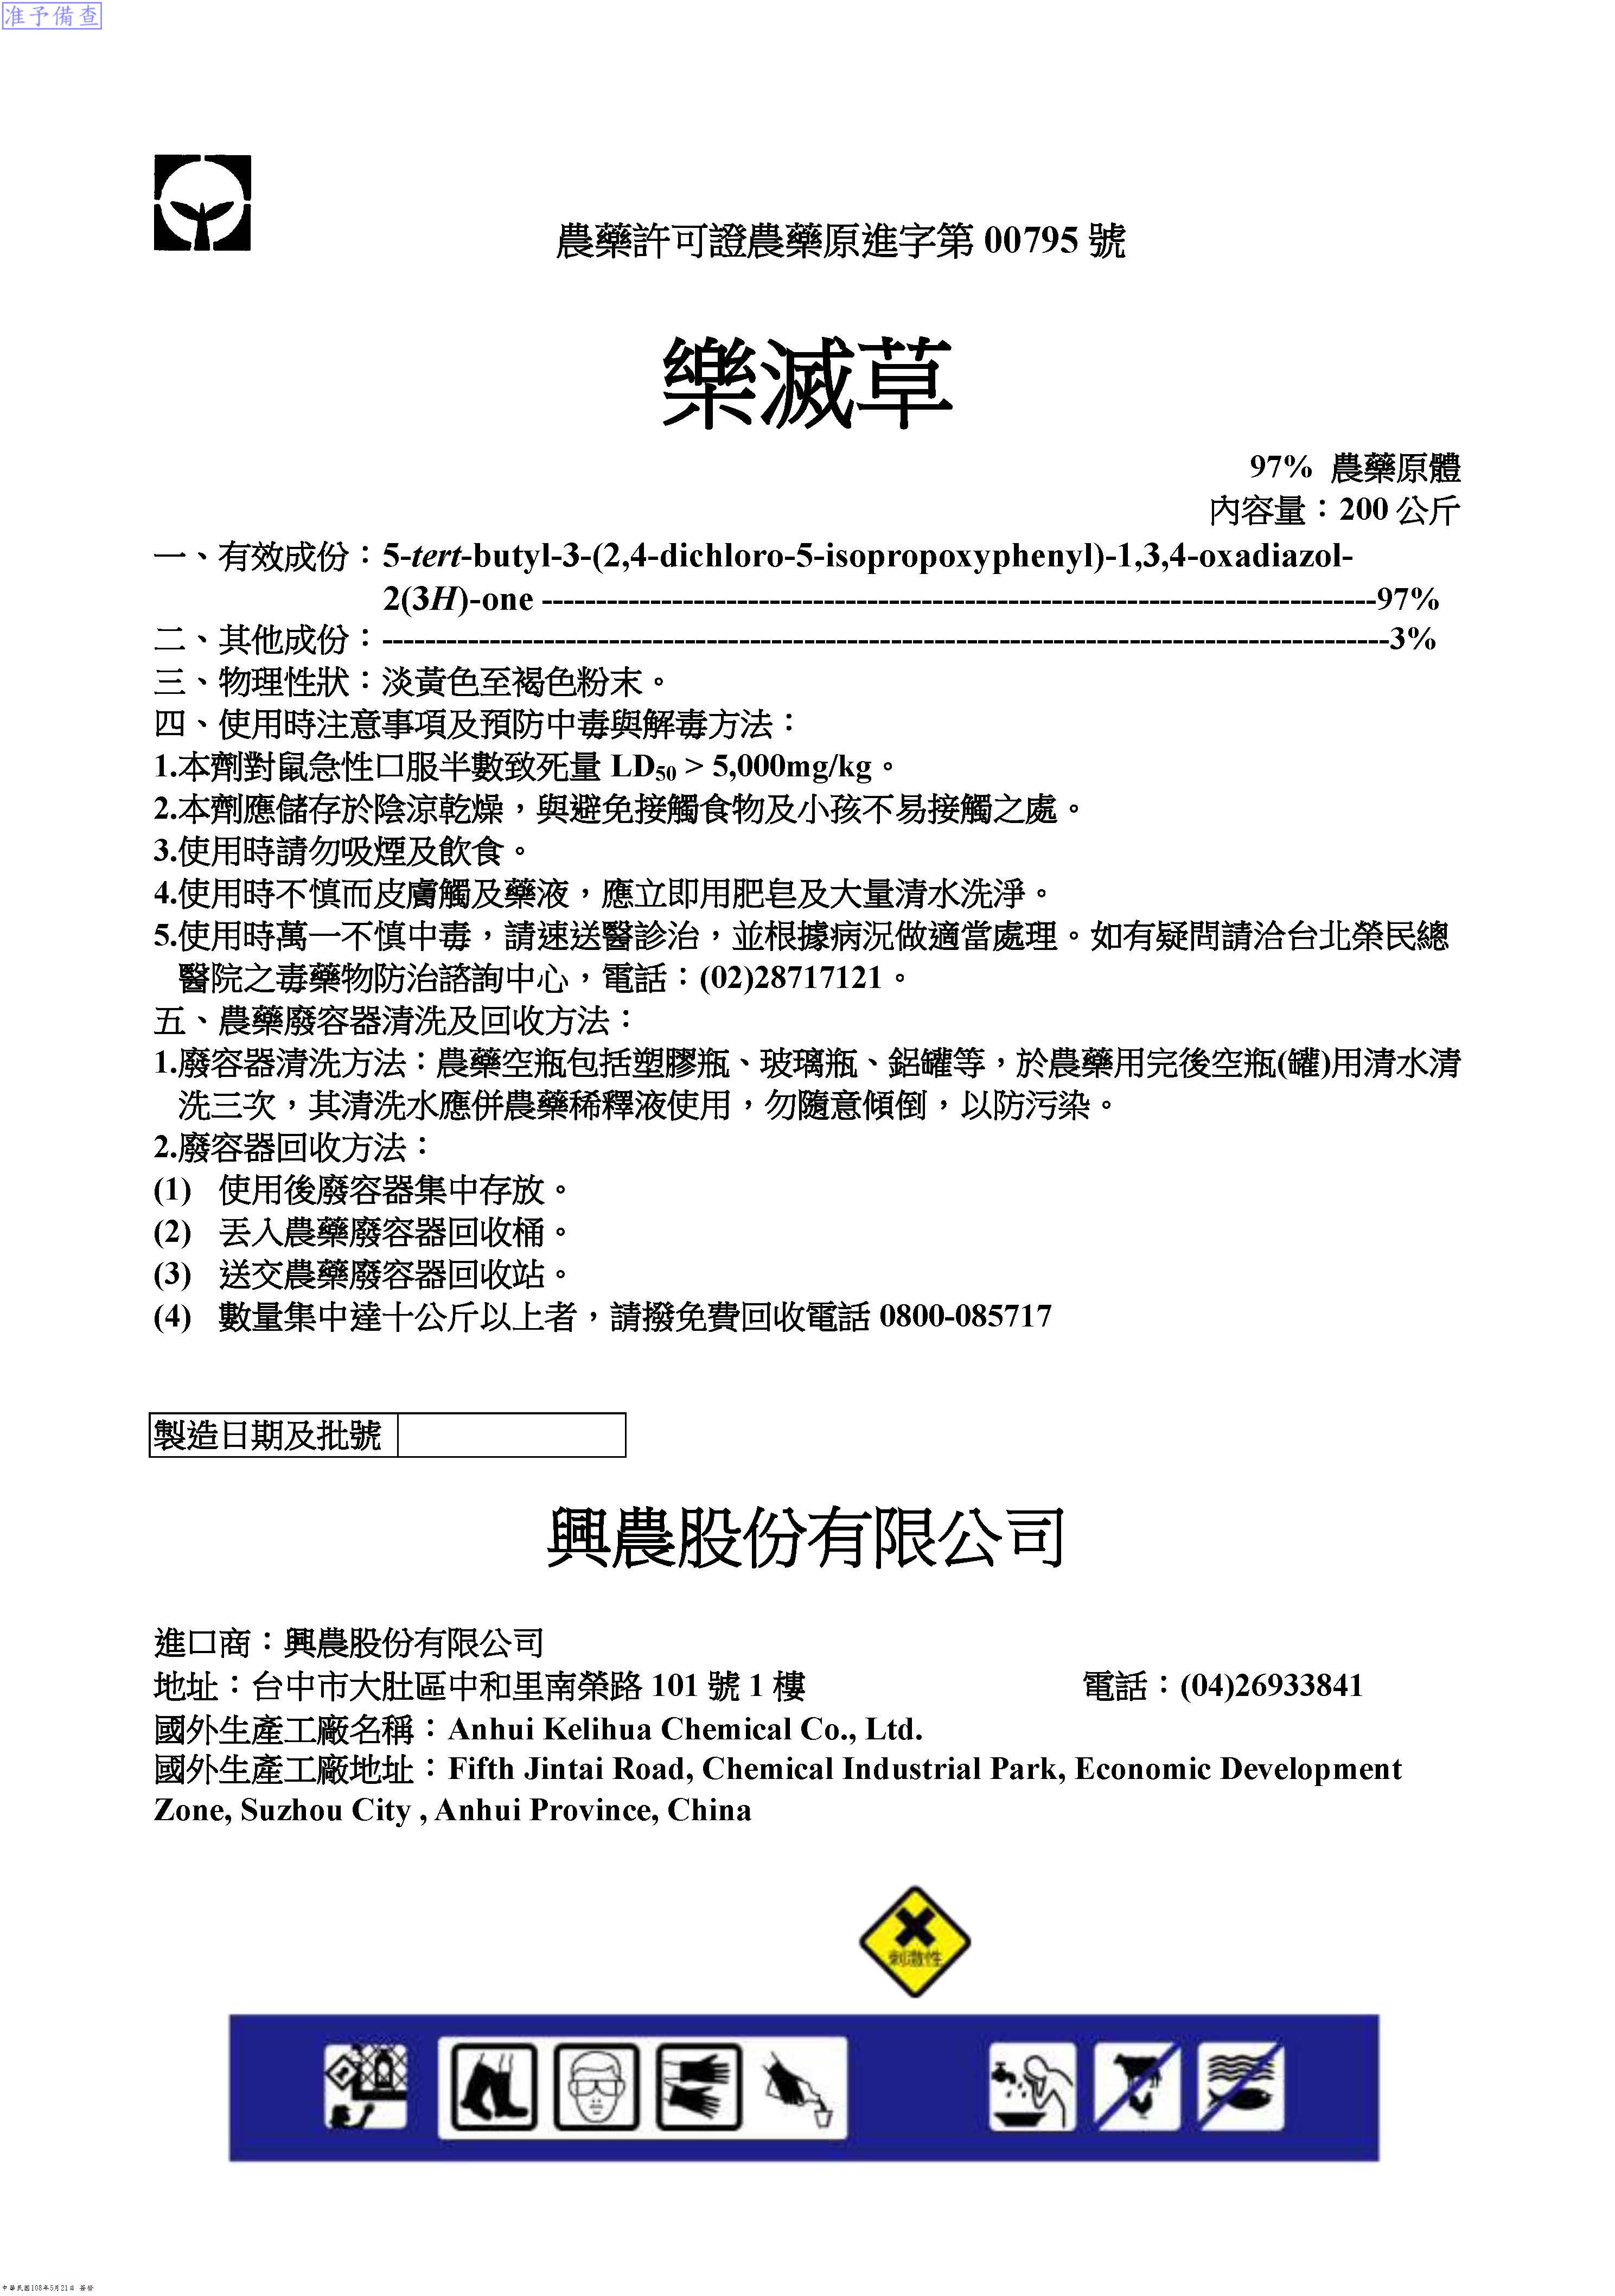 准予備查
農藥許可證農藥原進字第 00795 號
樂滅草
97% 農藥原體
內容量：200 公斤
一、有效成份：5-tert-butyl-3-(2,4-dichloro-5-isopropoxyphenyl)-1,3,4-oxadiazol-
2(3H)-one ------------------------------------------------------------------------------97%
二、其他成份：----------------------------------------------------------------------------------------------3%
三、物理性狀：淡黃色至褐色粉末。
四、使用時注意事項及預防中毒與解毒方法：
1.本劑對鼠急性口服半數致死量 LD₅₀ > 5,000mg/kg。
2.本劑應儲存於陰涼乾燥，與避免接觸食物及小孩不易接觸之處。
3.使用時請勿吸煙及飲食。
4.使用時不慎而皮膚觸及藥液，應立即用肥皂及大量清水洗淨。
5.使用時萬一不慎中毒，請速送醫診治，並根據病況做適當處理。如有疑問請洽台北榮民總
醫院之毒藥物防治諮詢中心，電話：(02)28717121。
五、農藥廢容器清洗及回收方法：
1.廢容器清洗方法：農藥空瓶包括塑膠瓶、玻璃瓶、鋁罐等，於農藥用完後空瓶(罐)用清水清
洗三次，其清洗水應併農藥稀釋液使用，勿隨意傾倒，以防污染。
2.廢容器回收方法：
(1) 使用後廢容器集中存放。
(2) 丟入農藥廢容器回收桶。
(3) 送交農藥廢容器回收站。
(4) 數量集中達十公斤以上者，請撥免費回收電話 0800-085717
製造日期及批號
興農股份有限公司
進口商：興農股份有限公司
地址：台中市大肚區中和里南榮路 101 號 1 樓 電話：(04)26933841
國外生產工廠名稱：Anhui Kelihua Chemical Co., Ltd.
國外生產工廠地址：Fifth Jintai Road, Chemical Industrial Park, Economic Development
Zone, Suzhou City , Anhui Province, China
刺激性
中華民國108年5月21日 簽發